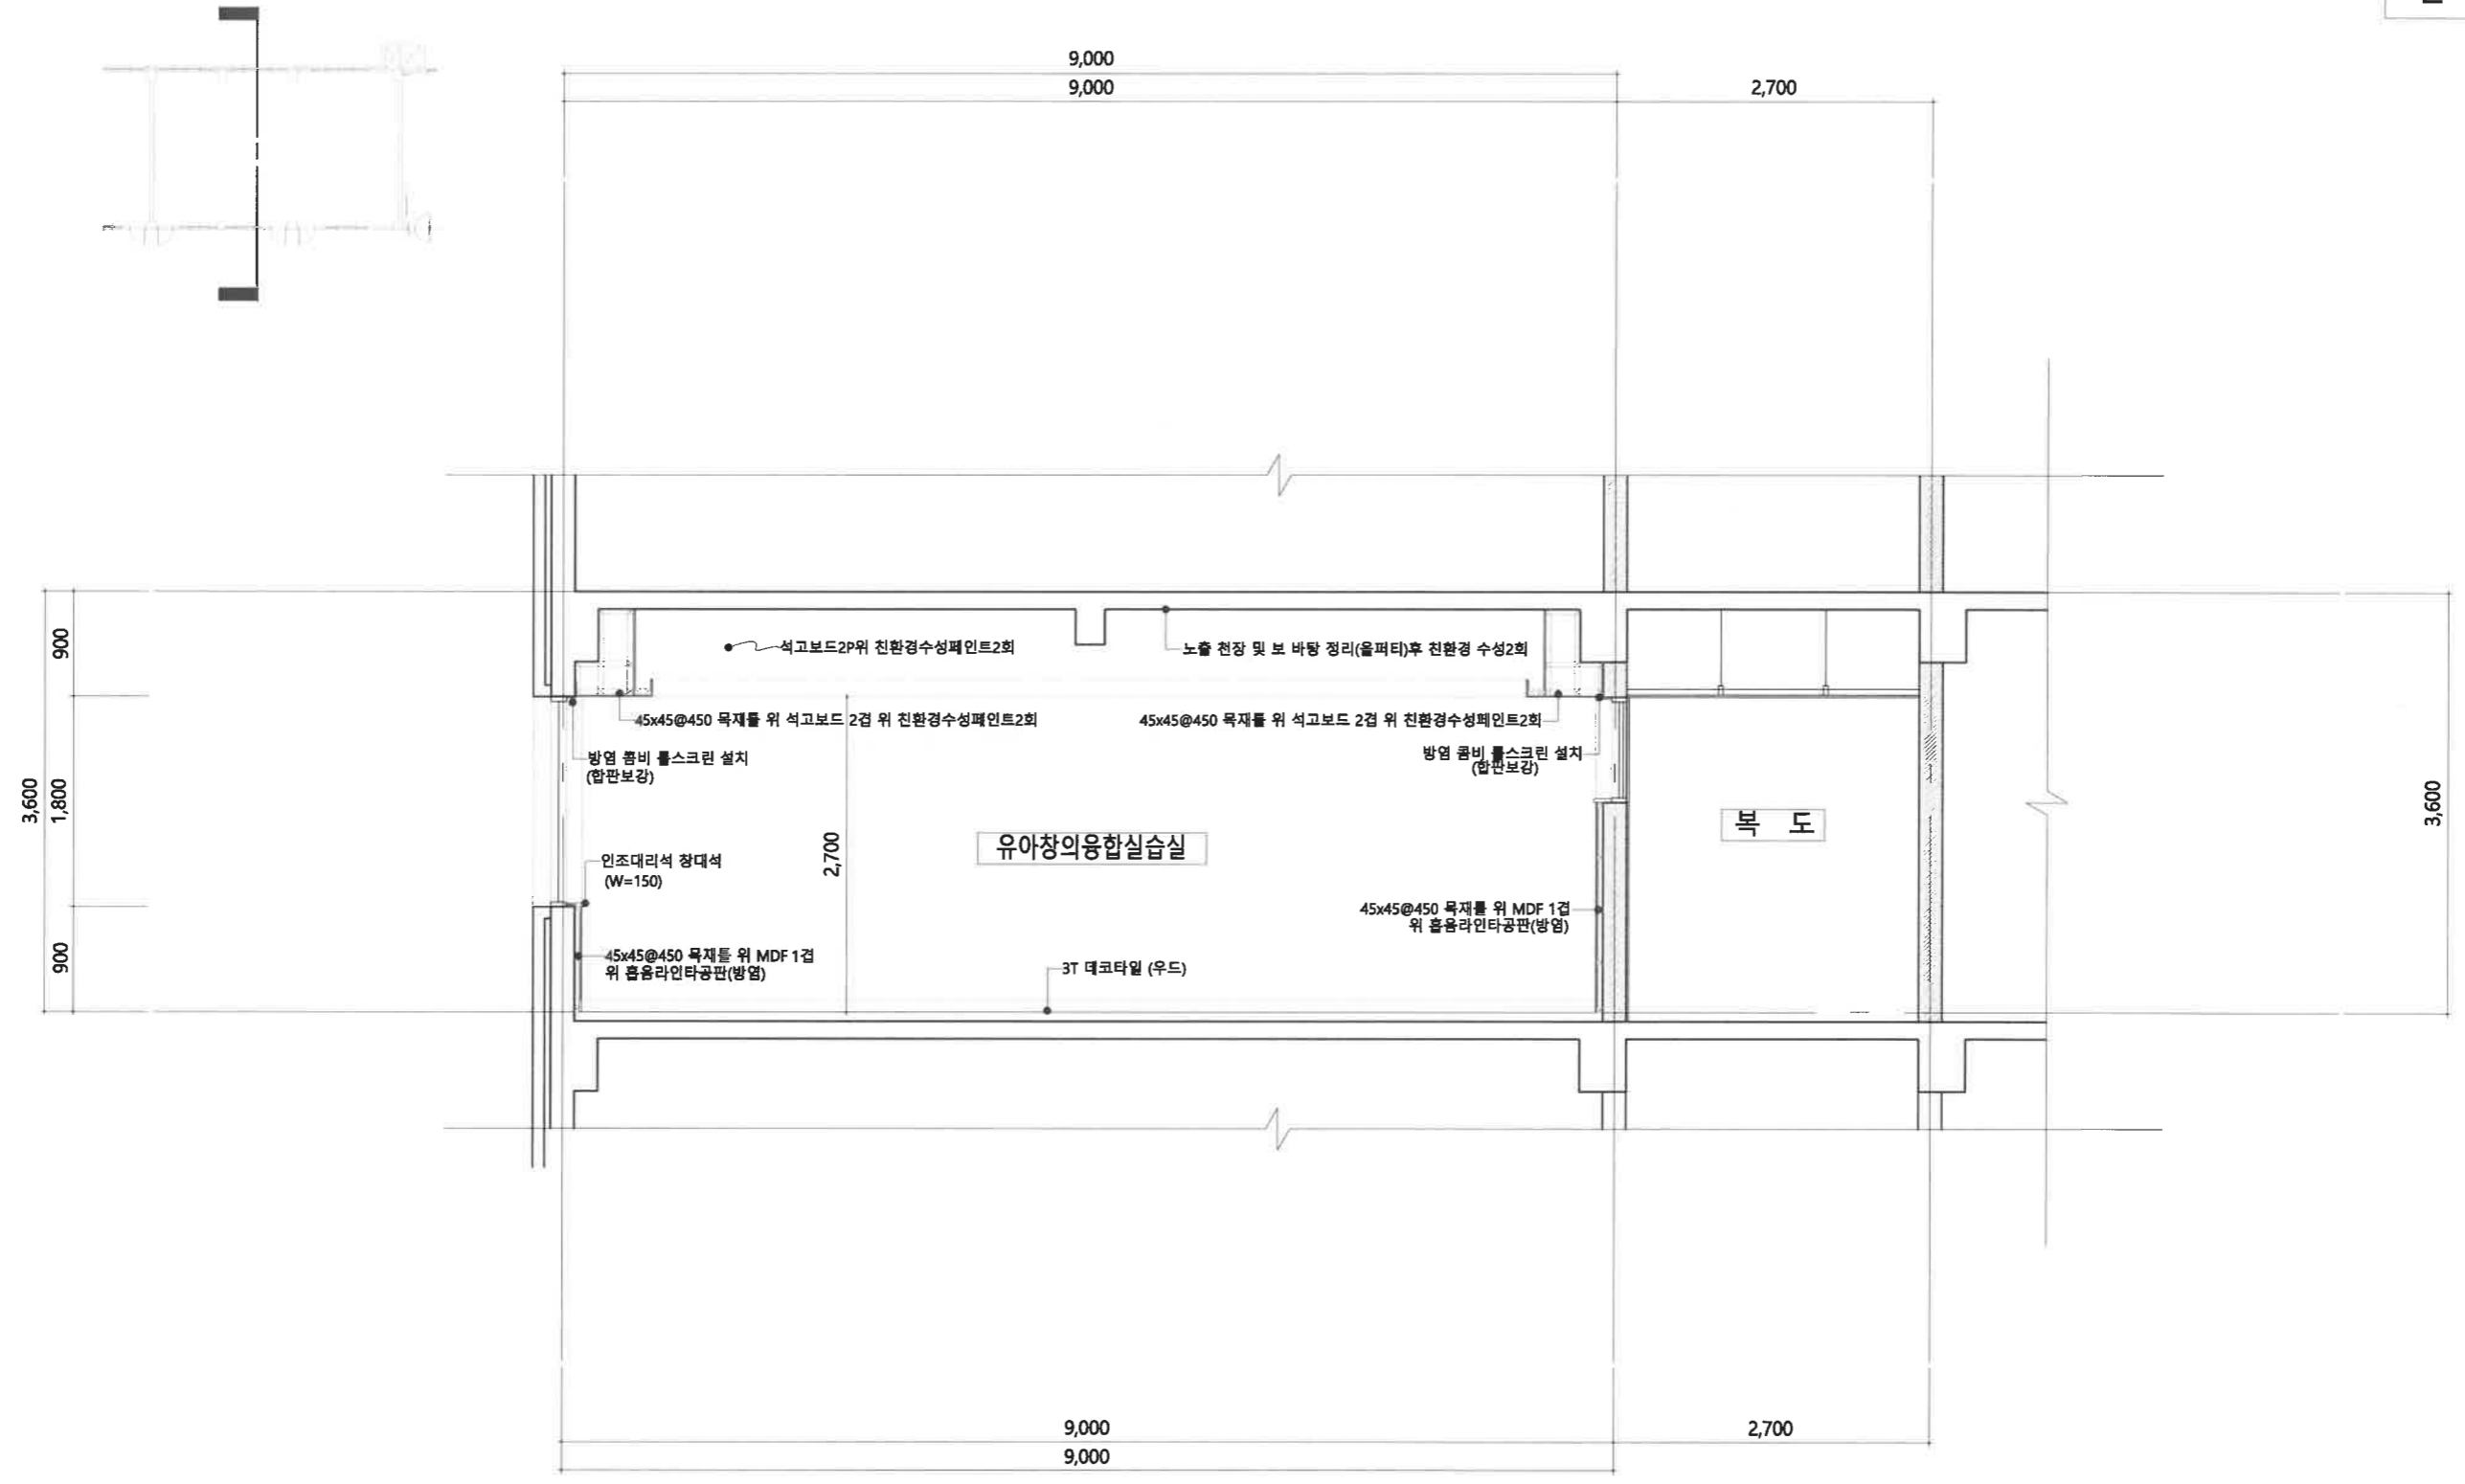 9,000
9,000
2,700
900
석고보드2P위 친환경수성페인트2회
노출 천장 및 보 바탕 정리(올퍼티)후 친환경 수성2회
45x45@450 목재틀 위 석고보드 2겹 위 친환경수성페인트2회
45x45@450 목재틀 위 석고보드 2겹 위 친환경수성페인트2회
방염 콤비 롤스크린 설치
(합판보강)
방염 콤비 롤스크린 설치
(합판보강)
3,600
1,800
3,600
2,700
유아창의융합실습실
복 도
인조대리석 창대석
(W=150)
45x45@450 목재틀 위 MDF 1겹
위 흡음라인타공판(방염)
900
45x45@450 목재틀 위 MDF 1겹
위 흡음라인타공판(방염)
3T 데코타일 (우드)
9,000
2,700
9,000